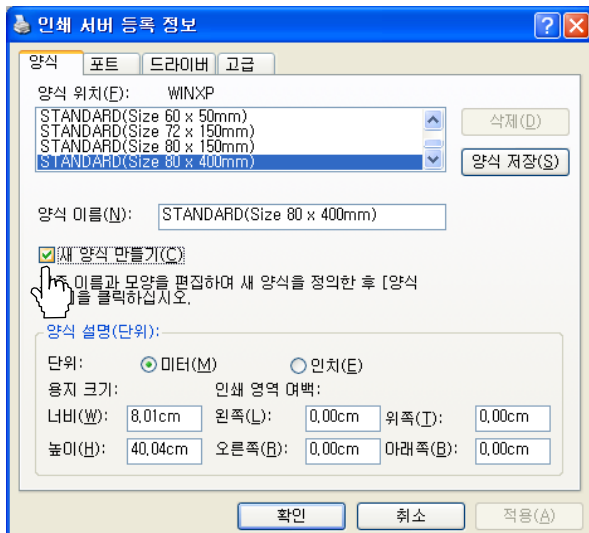 인쇄 서버 등록 정보
양식 포트 드라이버 고급
양식 위치(F): WINXP
STANDARD(Size 60 x 50mm)
STANDARD(Size 72 x 150mm)
STANDARD(Size 80 x 150mm)
STANDARD(Size 80 x 400mm)
삭제(D)
양식 저장(S)
양식 이름(N): STANDARD(Size 80 x 400mm)
새 양식 만들기(C)
이름과 모양을 편집하여 새 양식을 정의한 후 [양식
을 클릭하십시오.
양식 설명(단위):
단위: 미터(M) 인치(E)
용지 크기: 인쇄 영역 여백:
너비(W): 8.01cm 왼쪽(L): 0.00cm 위쪽(T): 0.00cm
높이(H): 40.04cm 오른쪽(R): 0.00cm 아래쪽(B): 0.00cm
확인 취소 적용(A)